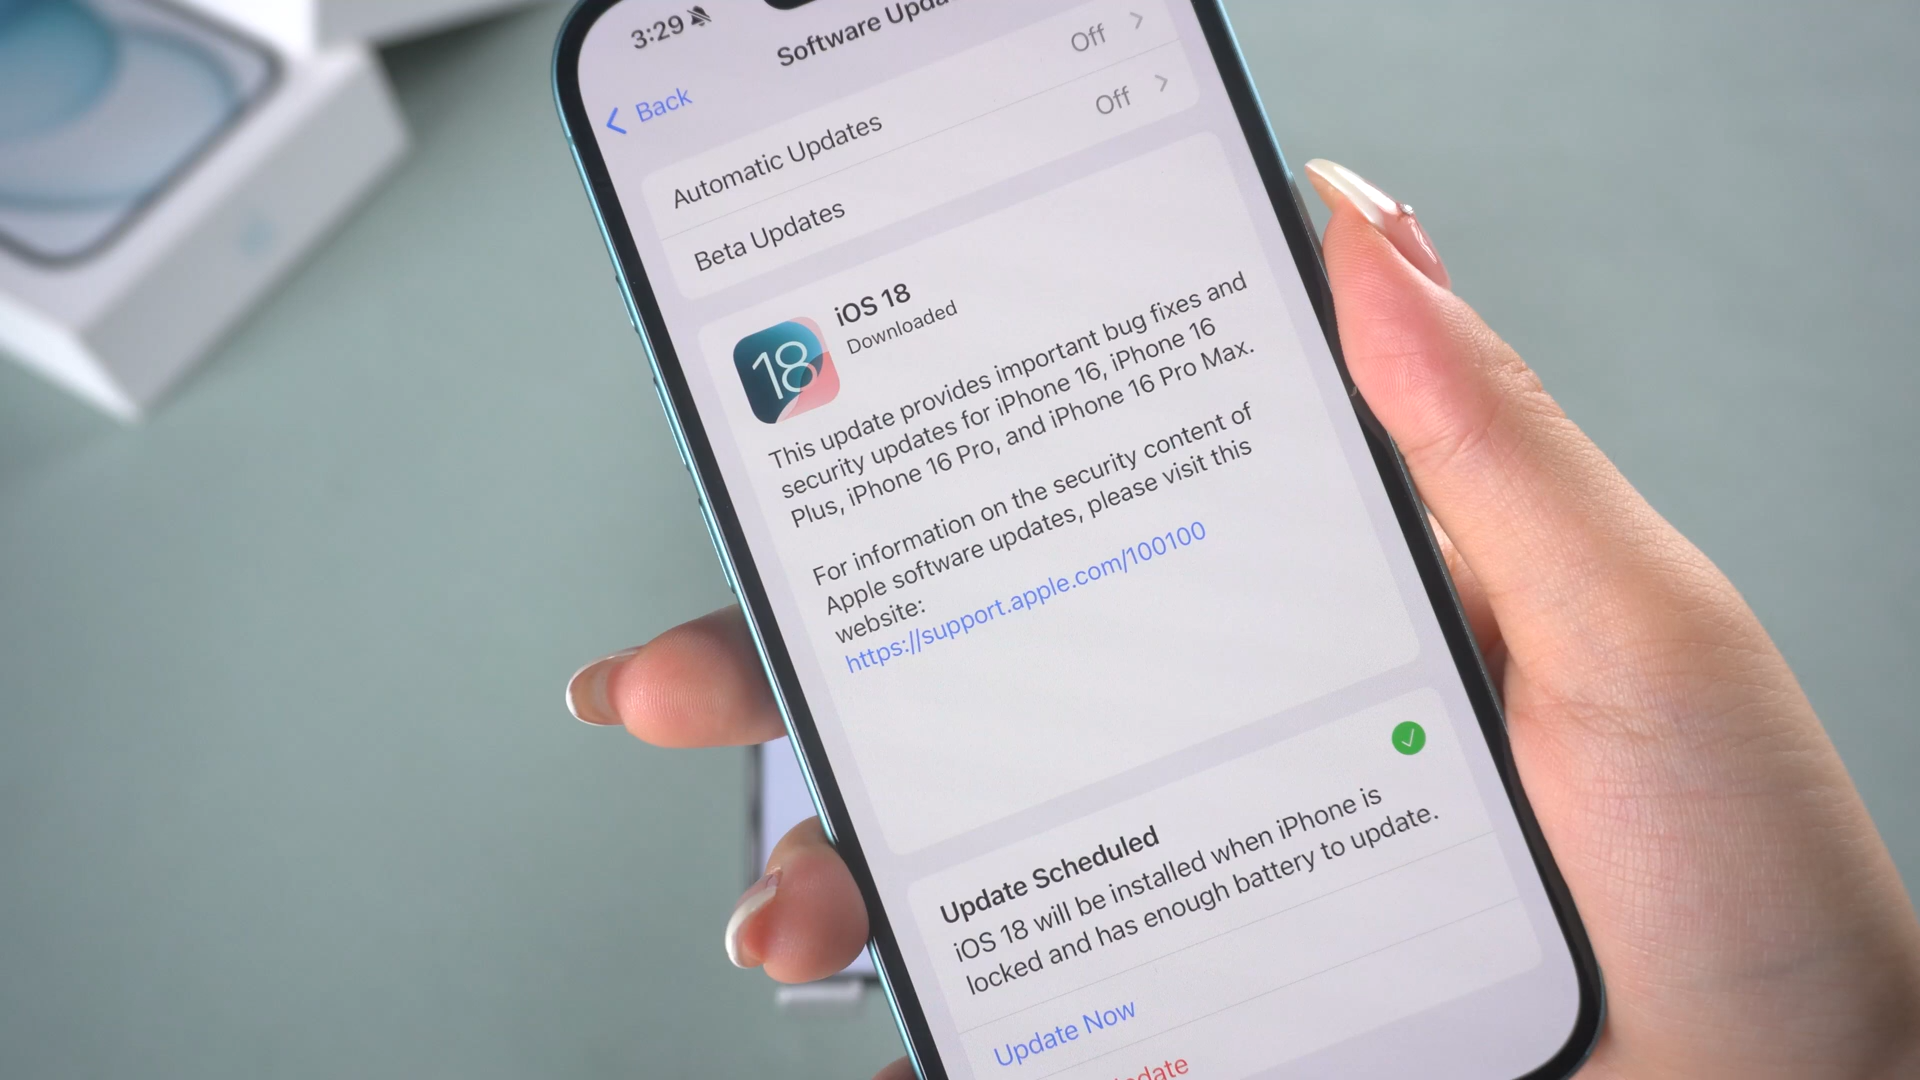 3:29
Software
Back
Automatic Updates Off
Beta Updates Off
18
iOS 18
Downloaded
This update provides important bug fixes and
security updates for iPhone 16, iPhone 16
Plus, iPhone 16 Pro, and iPhone 16 Pro Max.
For information on the security content of
Apple software updates, please visit this
website:
https://support.apple.com/100100
Update Scheduled
iOS 18 will be installed when iPhone is
locked and has enough battery to update.
Update Now